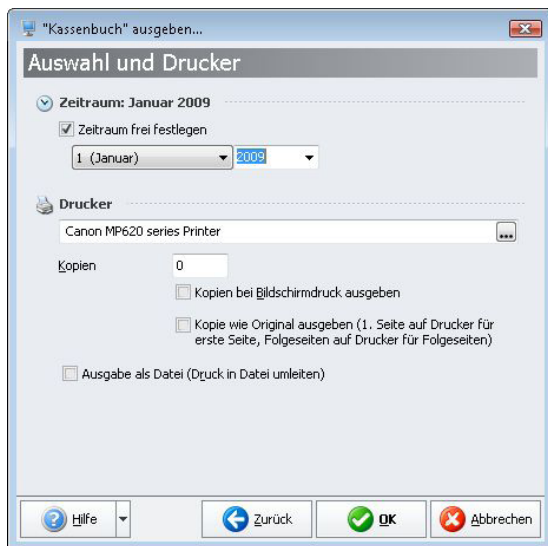 "Kassenbuch" ausgeben...
Auswahl und Drucker
Zeitraum: Januar 2009
Zeitraum frei festlegen
1 (Januar) 2009
Drucker
Canon MP620 series Printer ...
Kopien 0
Kopien bei Bildschirmdruck ausgeben
Kopie wie Original ausgeben (1. Seite auf Drucker für
erste Seite, Folgeseiten auf Drucker für Folgeseiten)
Ausgabe als Datei (Druck in Datei umleiten)
Hilfe Zurück OK Abbrechen